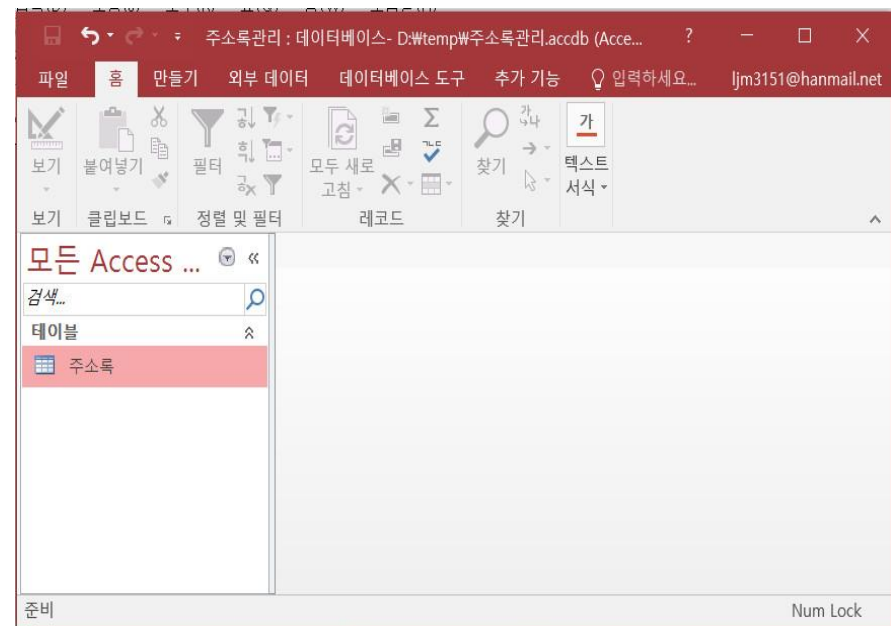 주소록관리 : 데이터베이스- D:₩temp₩주소록관리.accdb (Acce... ?
파일 홈 만들기 외부 데이터 데이터베이스 도구 추가 기능 입력하세요... ljm3151@hanmail.net
보기 붙여넣기 필터 모두 새로 고침 찾기 텍스트 서식
보기 클립보드 정렬 및 필터 레코드 찾기
모든 Access ... «
검색...
테이블
주소록
준비 Num Lock